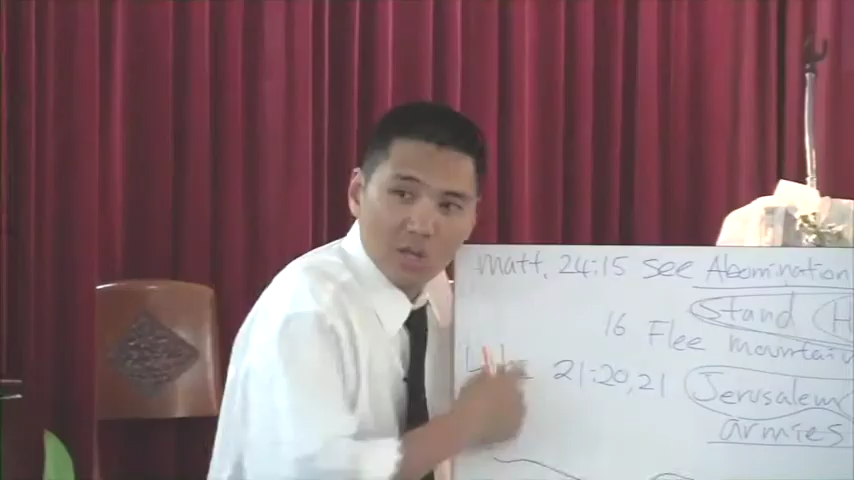 Matt. 24:15 see Abomination
Stand (H
16 Flee mountain
21:20,21 Jerusalem
armies